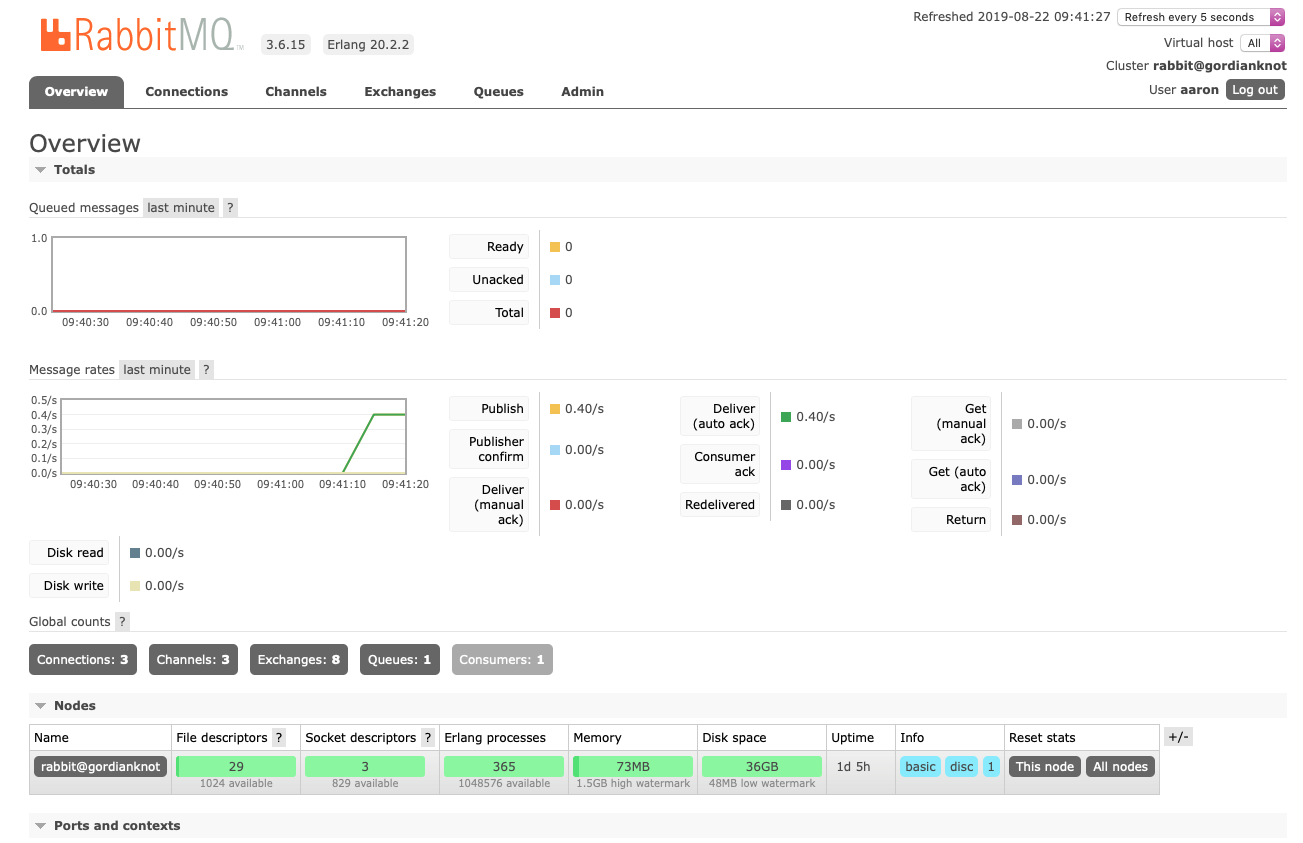 RabbitMQ TM 3.6.15 Erlang 20.2.2
Refreshed 2019-08-22 09:41:27 Refresh every 5 seconds
Virtual host All
Cluster rabbit@gordianknot
User aaron Log out
Overview Connections Channels Exchanges Queues Admin
Overview
Totals
Queued messages last minute ?
1.0
0.0
09:40:30 09:40:40 09:40:50 09:41:00 09:41:10 09:41:20
Ready 0
Unacked 0
Total 0
Message rates last minute ?
0.5/s
0.4/s
0.3/s
0.2/s
0.1/s
0.0/s
09:40:30 09:40:40 09:40:50 09:41:00 09:41:10 09:41:20
Publish 0.40/s
Publisher
confirm 0.00/s
Deliver
(manual
ack) 0.00/s
Deliver
(auto ack) 0.40/s
Consumer
ack 0.00/s
Redelivered 0.00/s
Get
(manual
ack) 0.00/s
Get (auto
ack) 0.00/s
Return 0.00/s
Disk read 0.00/s
Disk write 0.00/s
Global counts ?
Connections: 3 Channels: 3 Exchanges: 8 Queues: 1 Consumers: 1
Nodes
Name File descriptors ? Socket descriptors ? Erlang processes Memory Disk space Uptime Info Reset stats +/-
rabbit@gordianknot 29 3 365 73MB 36GB 1d 5h basic disc 1 This node All nodes
1024 available 829 available 1048576 available 1.5GB high watermark 48MB low watermark
Ports and contexts